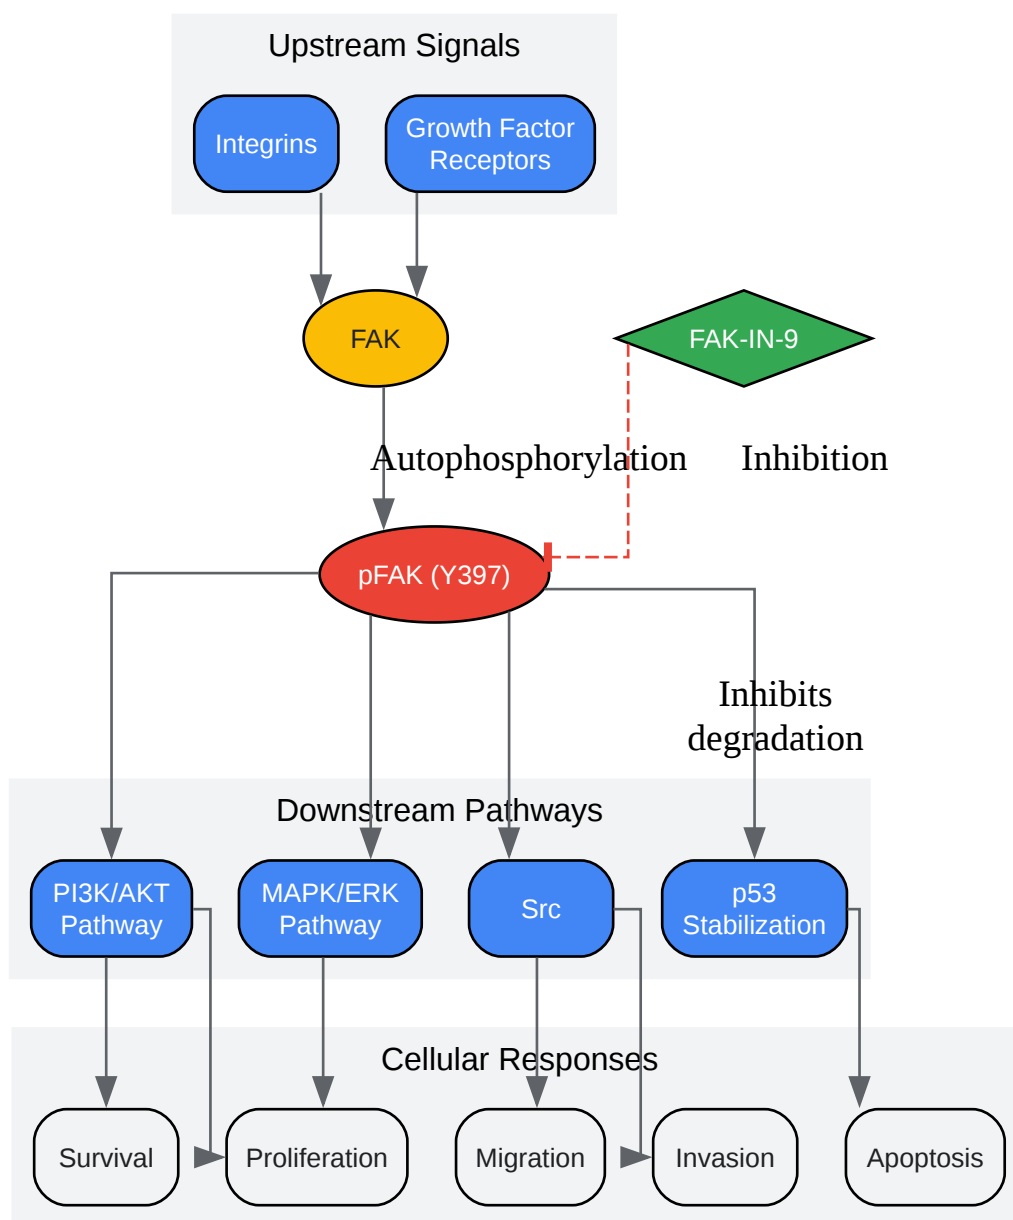 Upstream Signals
Integrins
Growth Factor
Receptors
FAK
FAK-IN-9
Autophosphorylation
Inhibition
pFAK (Y397)
Inhibits
degradation
Downstream Pathways
PI3K/AKT
Pathway
MAPK/ERK
Pathway
Src
p53
Stabilization
Cellular Responses
Survival
Proliferation
Migration
Invasion
Apoptosis